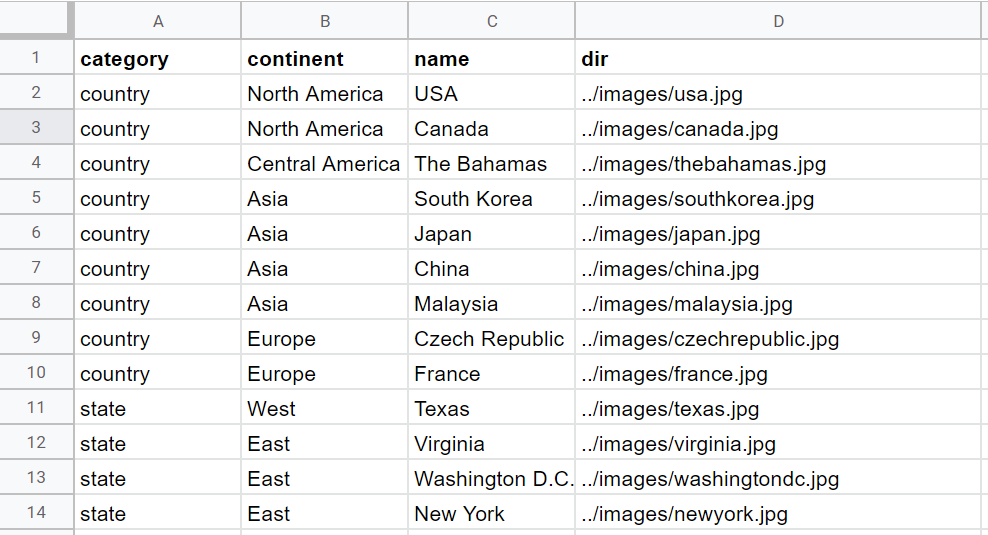 A B C D
1 category continent name dir
2 country North America USA ../images/usa.jpg
3 country North America Canada ../images/canada.jpg
4 country Central America The Bahamas ../images/thebahamas.jpg
5 country Asia South Korea ../images/southkorea.jpg
6 country Asia Japan ../images/japan.jpg
7 country Asia China ../images/china.jpg
8 country Asia Malaysia ../images/malaysia.jpg
9 country Europe Czech Republic ../images/czechrepublic.jpg
10 country Europe France ../images/france.jpg
11 state West Texas ../images/texas.jpg
12 state East Virginia ../images/virginia.jpg
13 state East Washington D.C. ../images/washingtondc.jpg
14 state East New York ../images/newyork.jpg